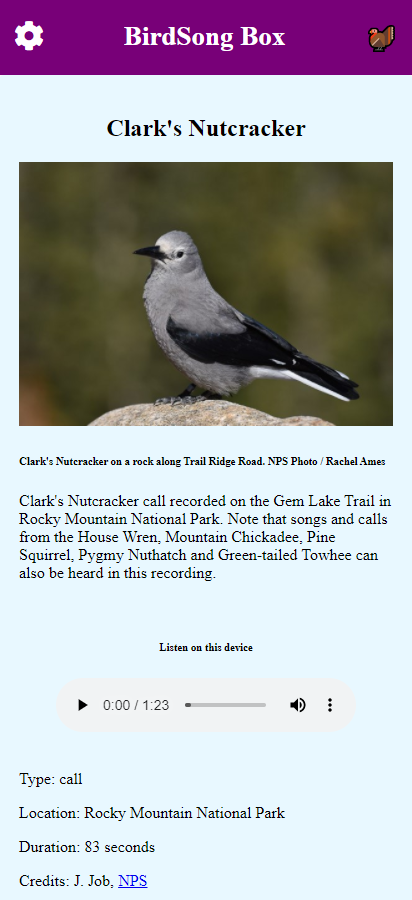 BirdSong Box
Clark's Nutcracker
Clark's Nutcracker on a rock along Trail Ridge Road. NPS Photo / Rachel Ames
Clark's Nutcracker call recorded on the Gem Lake Trail in
Rocky Mountain National Park. Note that songs and calls
from the House Wren, Mountain Chickadee, Pine
Squirrel, Pygmy Nuthatch and Green-tailed Towhee can
also be heard in this recording.
Listen on this device
0:00 / 1:23
Type: call
Location: Rocky Mountain National Park
Duration: 83 seconds
Credits: J. Job, NPS